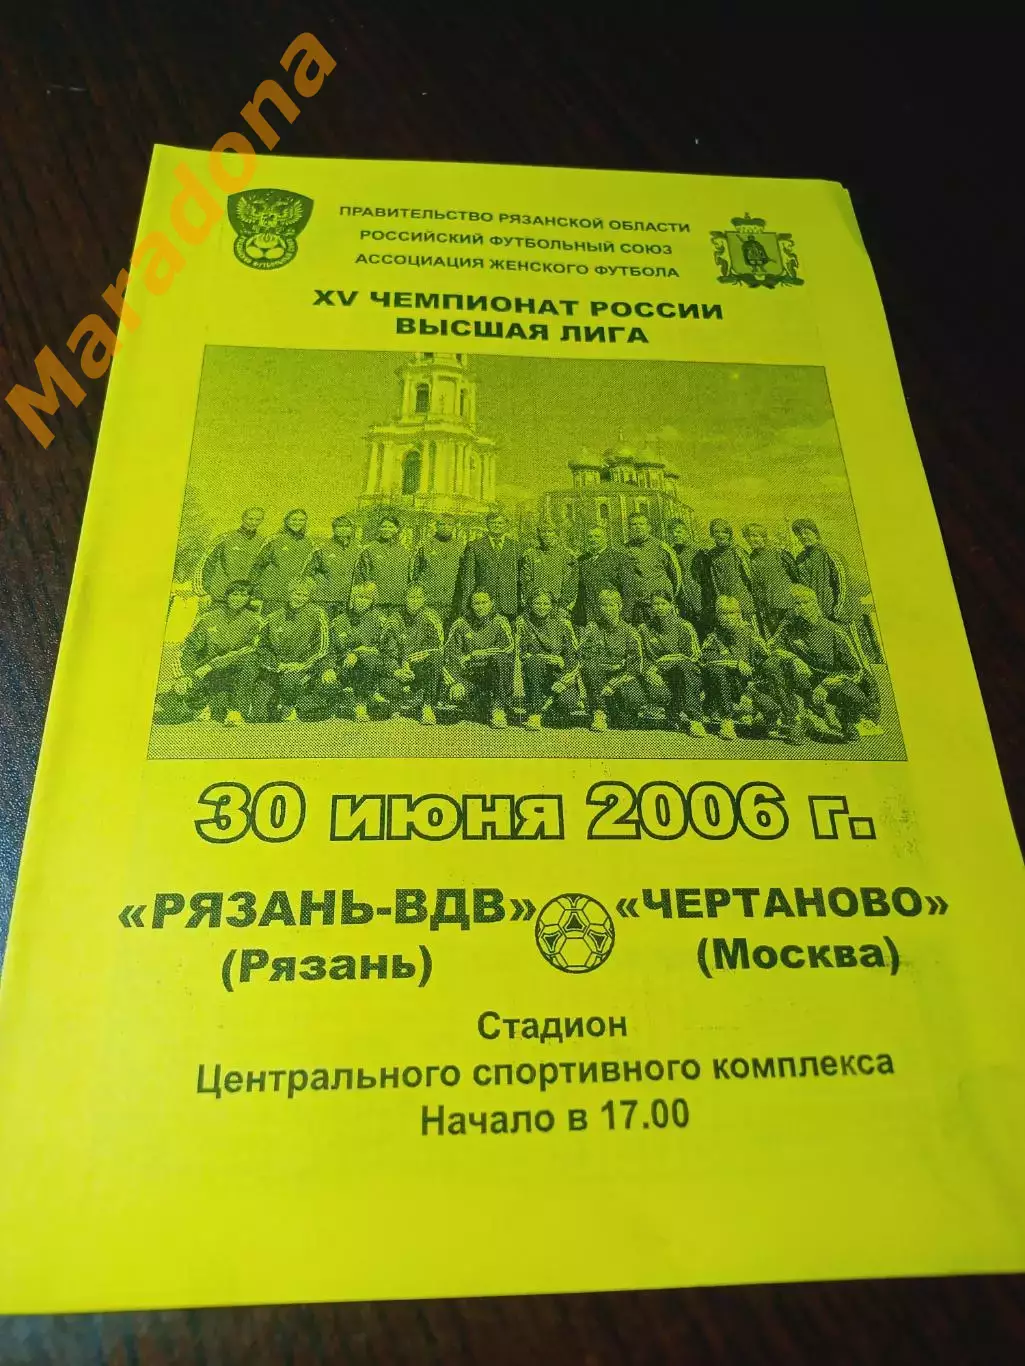 Maradona
ПРАВИТЕЛЬСТВО РЯЗАНСКОЙ ОБЛАСТИ
РОССИЙСКИЙ ФУТБОЛЬНЫЙ СОЮЗ
АССОЦИАЦИЯ ЖЕНСКОГО ФУТБОЛА
XV ЧЕМПИОНАТ РОССИИ
ВЫСШАЯ ЛИГА
30 июня 2006 г.
«РЯЗАНЬ-ВДВ» «ЧЕРТАНОВО»
(Рязань) (Москва)
Стадион
Центрального спортивного комплекса
Начало в 17.00